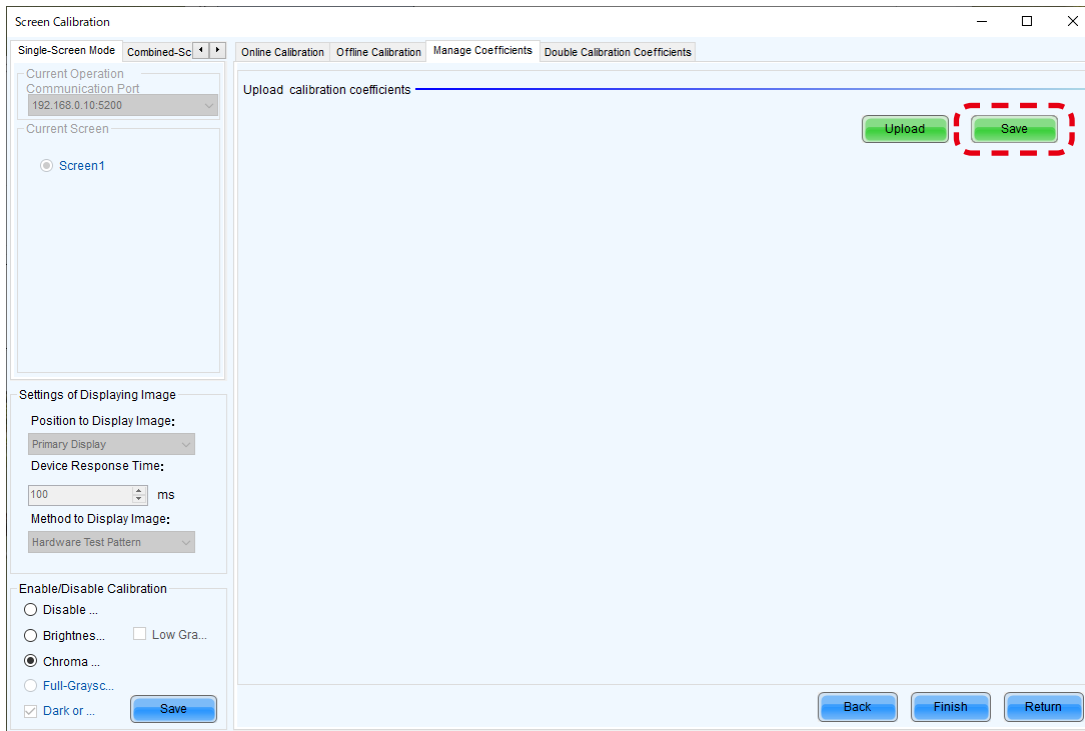 Screen Calibration
Single-Screen Mode Combined-Sc
Current Operation
Communication Port
192.168.0.10:5200
Current Screen
Screen1
Settings of Displaying Image
Position to Display Image:
Primary Display
Device Response Time:
100 ms
Method to Display Image:
Hardware Test Pattern
Enable/Disable Calibration
Disable ...
Brightnes... Low Gra...
Chroma ...
Full-Graysc...
Dark or ... Save
Online Calibration Offline Calibration Manage Coefficients Double Calibration Coefficients
Upload calibration coefficients
Upload Save
Back Finish Return